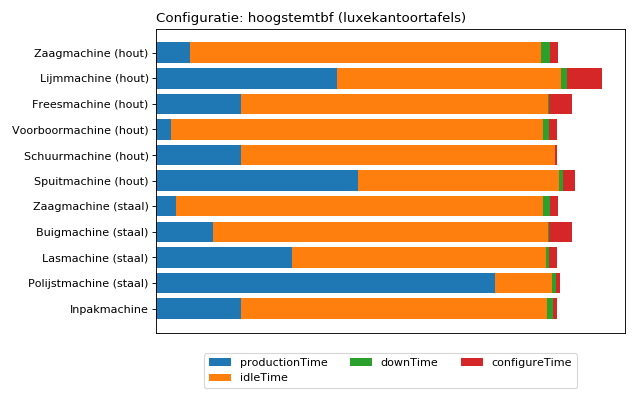 Configuratie: hoogstemtbf (luxekantoortafels)
Zaagmachine (hout)
Lijmmachine (hout)
Freesmachine (hout)
Voorboormachine (hout)
Schuurmachine (hout)
Spuitmachine (hout)
Zaagmachine (staal)
Buigmachine (staal)
Lasmachine (staal)
Polijstmachine (staal)
Inpakmachine
productionTime downTime configureTime
idleTime